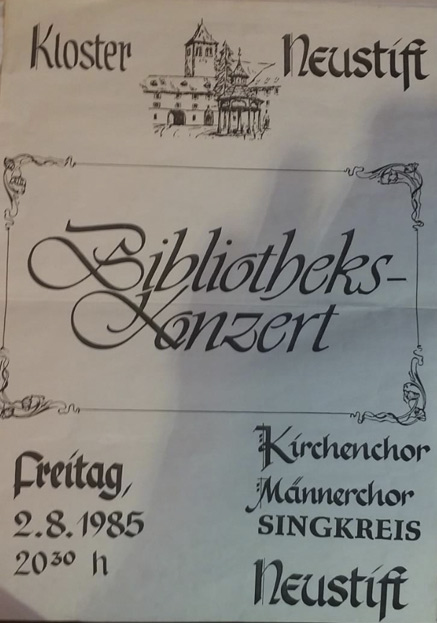 Kloster Neustift
Bibliotheks-
Konzert
Freitag,
2.8.1985
20³⁰ h
Kirchenchor
Männerchor
SINGKREIS
Neustift